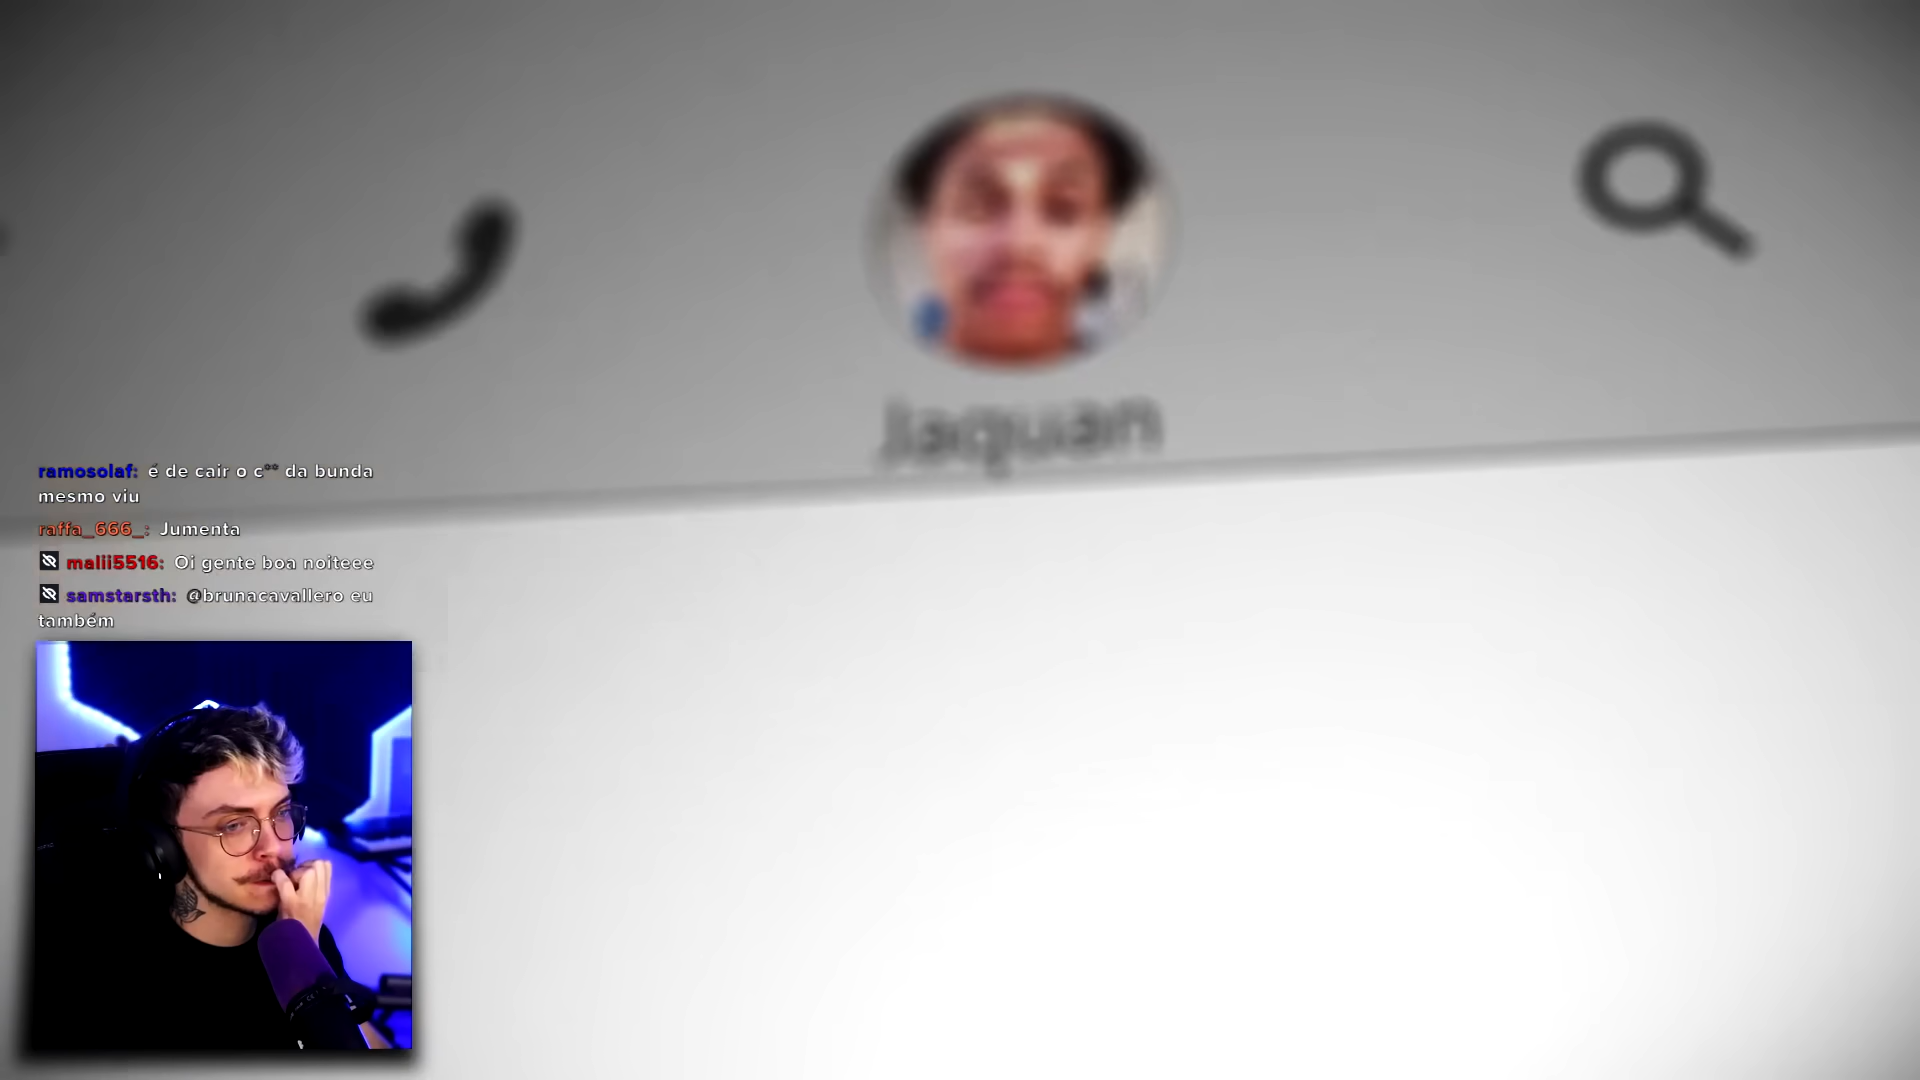 Jaquan
ramosolaf: é de cair o c** da bunda
mesmo viu
raffa_666_: Jumenta
malii5516: Oi gente boa noiteee
samstarsth: @brunacavallero eu
também